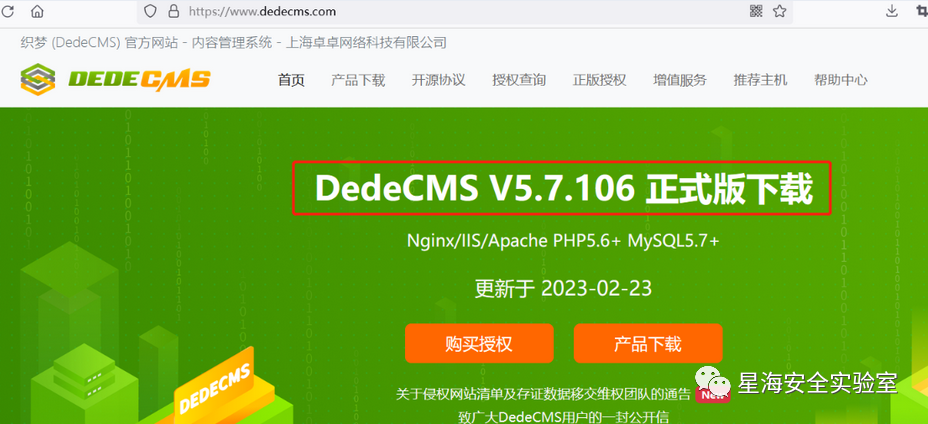 https://www.dedecms.com
织梦 (DedeCMS) 官方网站 - 内容管理系统 - 上海卓卓网络科技有限公司
DEDECMS 首页 产品下载 开源协议 授权查询 正版授权 增值服务 推荐主机 帮助中心
DedeCMS V5.7.106 正式版下载
Nginx/IIS/Apache PHP5.6+ MySQL5.7+
更新于 2023-02-23
购买授权 产品下载
DEDECMS
关于侵权网站清单及存证数据移交维权团队的通告 New 星海安全实验室
致广大DedeCMS用户的一封公开信